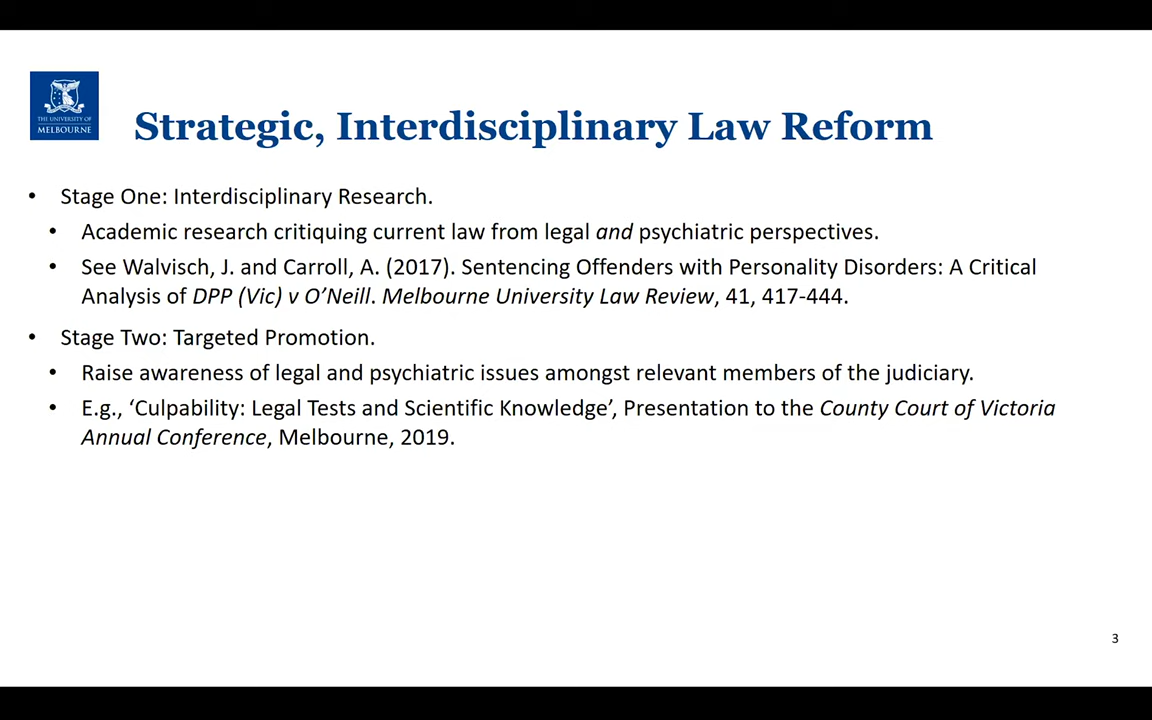 THE UNIVERSITY OF
MELBOURNE
Strategic, Interdisciplinary Law Reform
• Stage One: Interdisciplinary Research.
• Academic research critiquing current law from legal and psychiatric perspectives.
• See Walvisch, J. and Carroll, A. (2017). Sentencing Offenders with Personality Disorders: A Critical
Analysis of DPP (Vic) v O’Neill. Melbourne University Law Review, 41, 417-444.
• Stage Two: Targeted Promotion.
• Raise awareness of legal and psychiatric issues amongst relevant members of the judiciary.
• E.g., ‘Culpability: Legal Tests and Scientific Knowledge’, Presentation to the County Court of Victoria
Annual Conference, Melbourne, 2019.
3